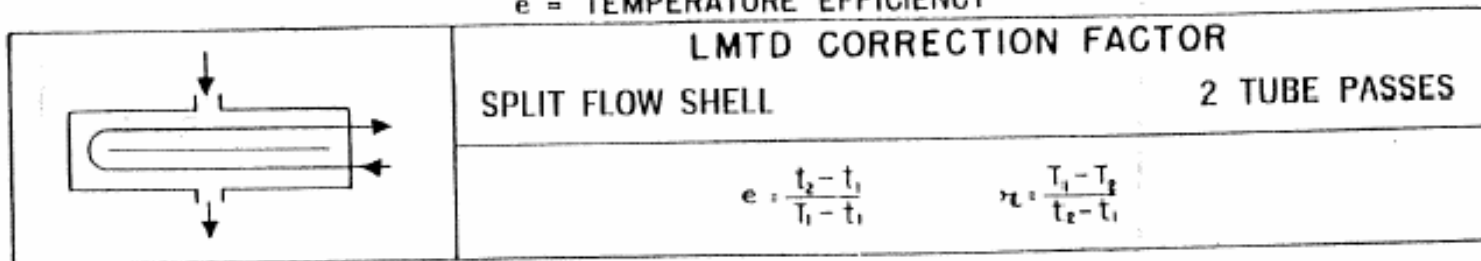 e = TEMPERATURE EFFICIENCY
LMTD CORRECTION FACTOR
SPLIT FLOW SHELL 2 TUBE PASSES
e = (t₂ - t₁)/(T₁ - t₁) r = (T₁ - T₂)/(t₂ - t₁)